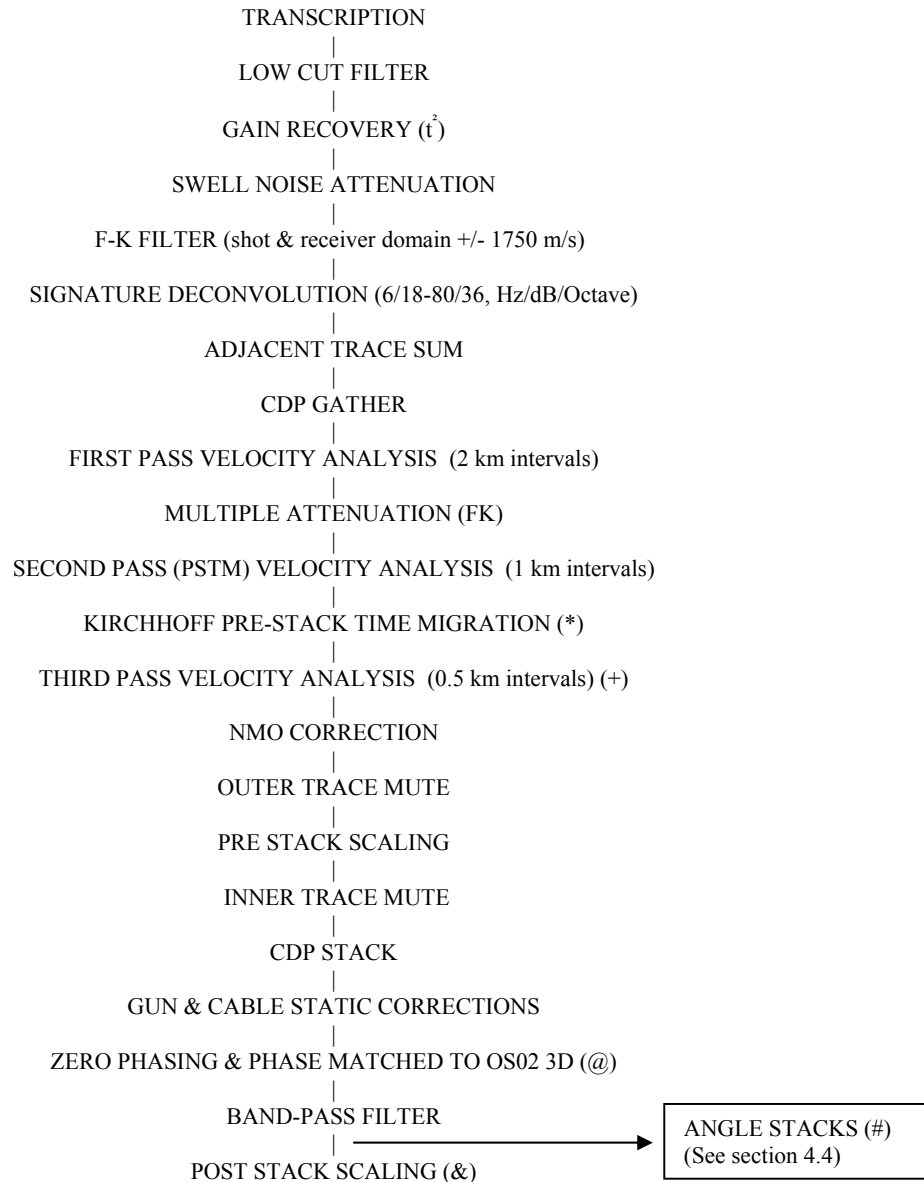 TRANSCRIPTION
LOW CUT FILTER
GAIN RECOVERY (t²)
SWELL NOISE ATTENUATION
F-K FILTER (shot & receiver domain +/- 1750 m/s)
SIGNATURE DECONVOLUTION (6/18-80/36, Hz/dB/Octave)
ADJACENT TRACE SUM
CDP GATHER
FIRST PASS VELOCITY ANALYSIS (2 km intervals)
MULTIPLE ATTENUATION (FK)
SECOND PASS (PSTM) VELOCITY ANALYSIS (1 km intervals)
KIRCHHOFF PRE-STACK TIME MIGRATION (*)
THIRD PASS VELOCITY ANALYSIS (0.5 km intervals) (+)
NMO CORRECTION
OUTER TRACE MUTE
PRE STACK SCALING
INNER TRACE MUTE
CDP STACK
GUN & CABLE STATIC CORRECTIONS
ZERO PHASING & PHASE MATCHED TO OS02 3D (@)
BAND-PASS FILTER
ANGLE STACKS (#)
(See section 4.4)
POST STACK SCALING (&)